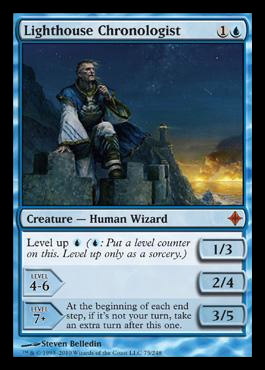 Lighthouse Chronologist 1
Creature — Human Wizard
Level up (: Put a level counter
on this. Level up only as a sorcery.)
1/3
LEVEL
4-6
2/4
LEVEL
7+
At the beginning of each end
step, if it's not your turn, take
an extra turn after this one.
3/5
Steven Belledin
™ & © 1993–2010 Wizards of the Coast LLC 75/248